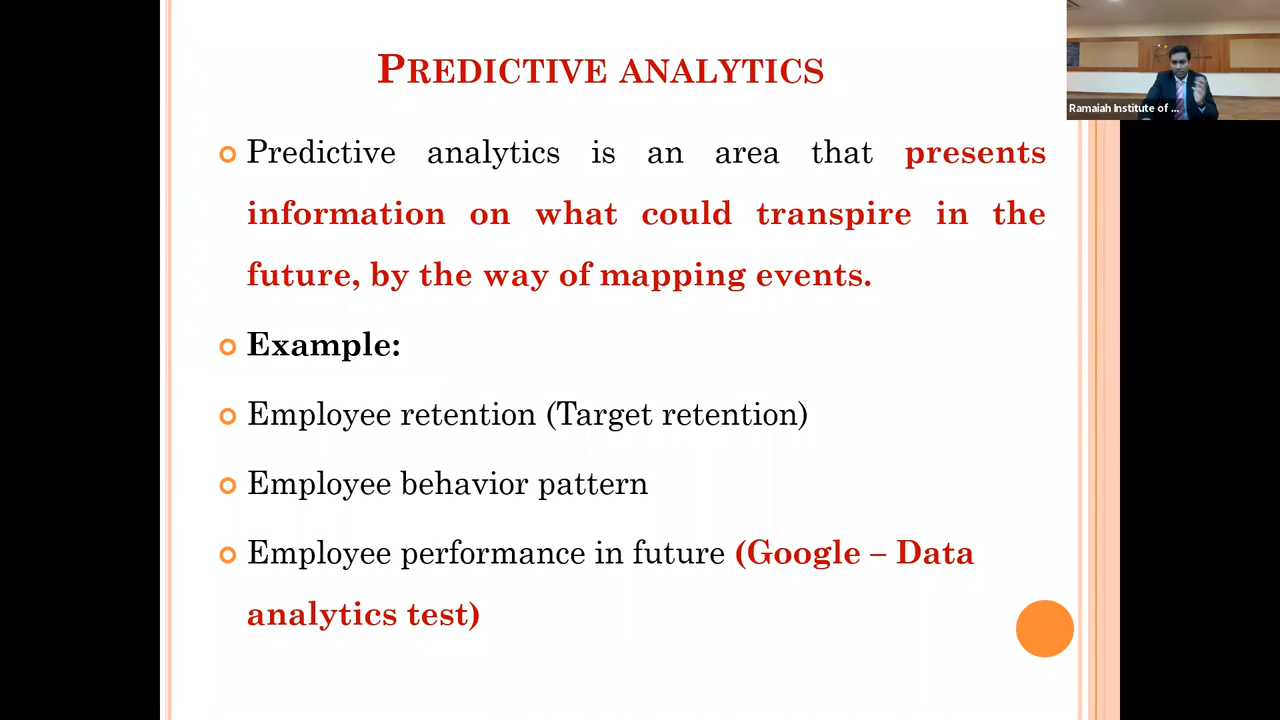 PREDICTIVE ANALYTICS
Ramaiah Institute of ...
Predictive analytics is an area that presents
information on what could transpire in the
future, by the way of mapping events.
Example:
Employee retention (Target retention)
Employee behavior pattern
Employee performance in future (Google – Data
analytics test)